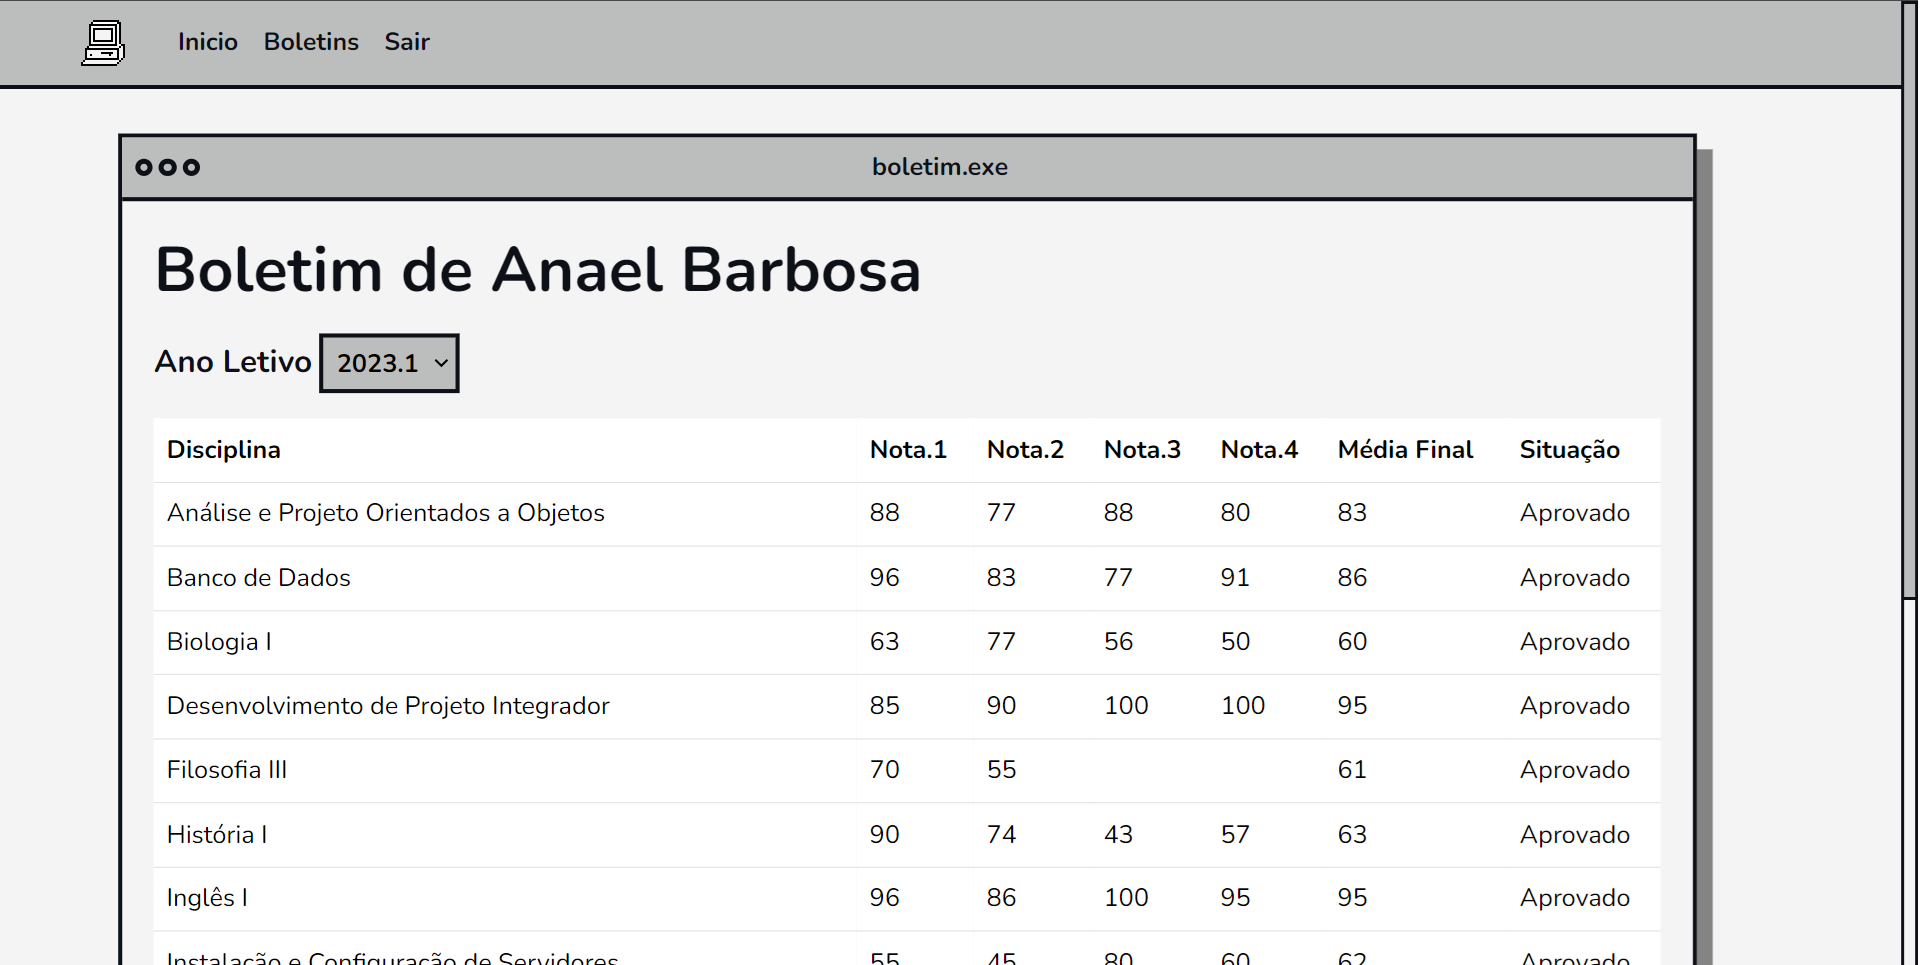 Inicio Boletins Sair
boletim.exe
Boletim de Anael Barbosa
Ano Letivo 2023.1
Disciplina Nota.1 Nota.2 Nota.3 Nota.4 Média Final Situação
Análise e Projeto Orientados a Objetos 88 77 88 80 83 Aprovado
Banco de Dados 96 83 77 91 86 Aprovado
Biologia I 63 77 56 50 60 Aprovado
Desenvolvimento de Projeto Integrador 85 90 100 100 95 Aprovado
Filosofia III 70 55 61 Aprovado
História I 90 74 43 57 63 Aprovado
Inglês I 96 86 100 95 95 Aprovado
Instalação e Configuração de Servidores 55 45 80 60 62 Aprovado